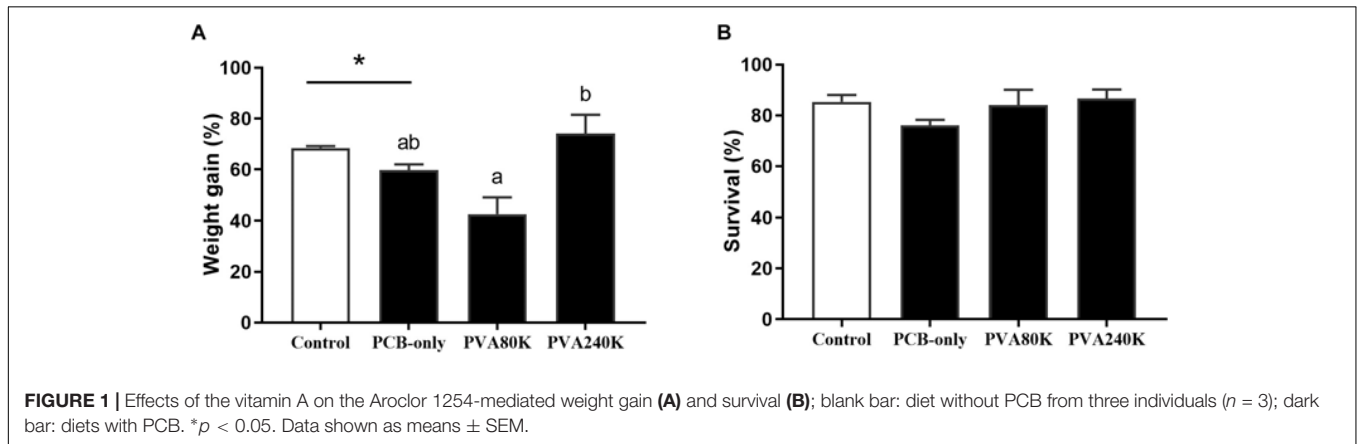 A
Weight gain (%)
100
80
60
40
20
0
*
ab
a
b
Control PCB-only PVA80K PVA240K
B
Survival (%)
100
80
60
40
20
0
Control PCB-only PVA80K PVA240K
FIGURE 1 | Effects of the vitamin A on the Aroclor 1254-mediated weight gain (A) and survival (B); blank bar: diet without PCB from three individuals (n = 3); dark
bar: diets with PCB. *p < 0.05. Data shown as means ± SEM.